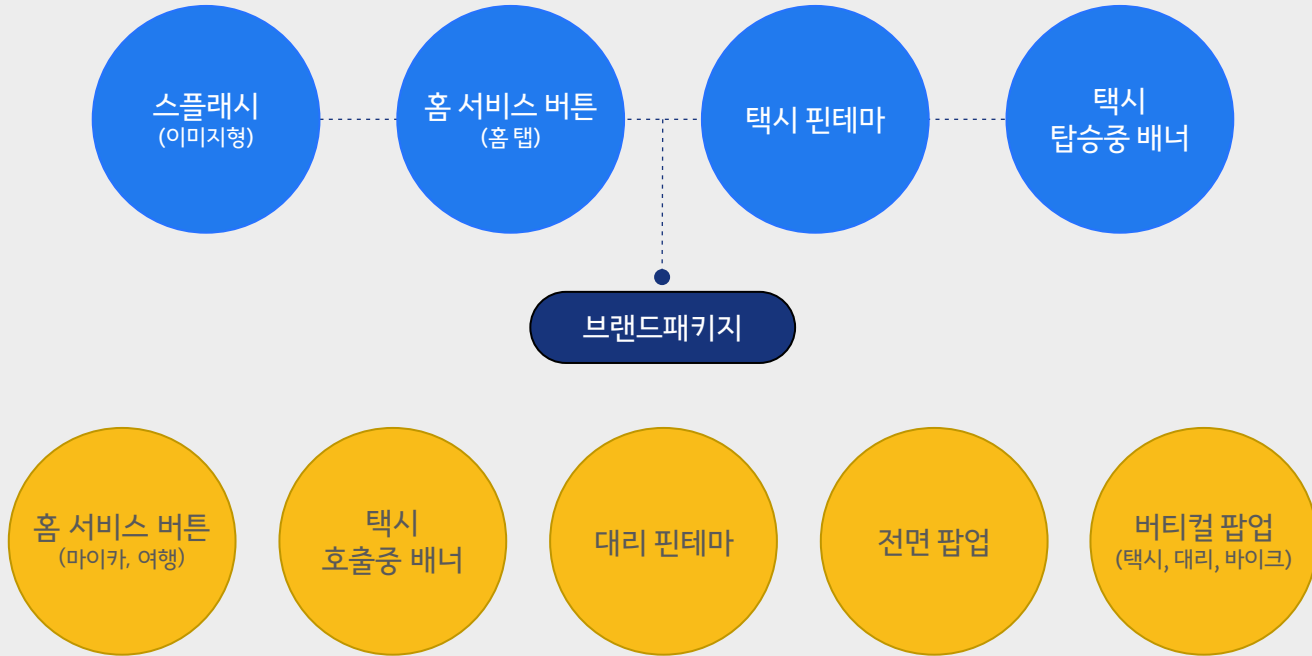 스플래시
(이미지형)
홈 서비스 버튼
(홈 탭)
택시 핀테마
택시
탑승중 배너
브랜드패키지
홈 서비스 버튼
(마이카, 여행)
택시
호출중 배너
대리 핀테마
전면 팝업
버티컬 팝업
(택시, 대리, 바이크)